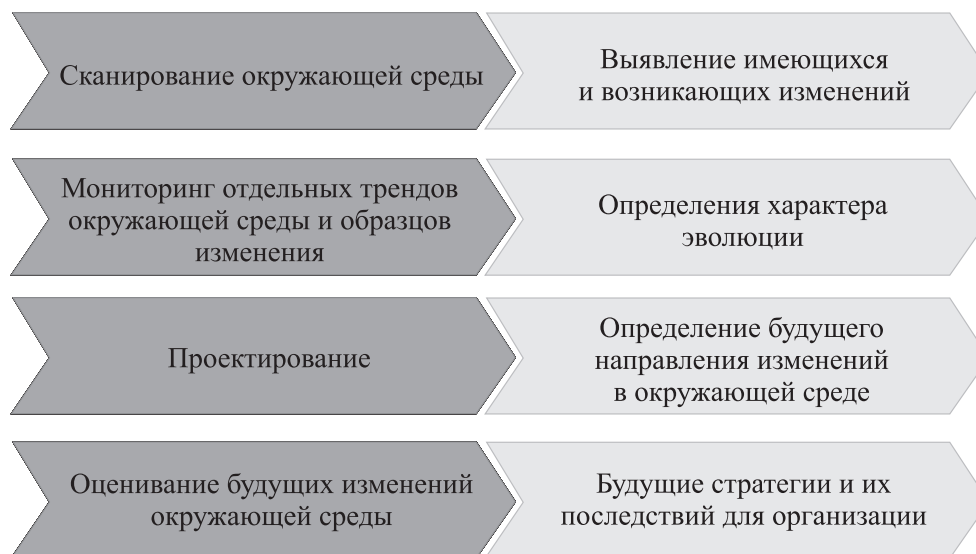 Сканирование окружающей среды
Выявление имеющихся
и возникающих изменений
Мониторинг отдельных трендов
окружающей среды и образцов
изменения
Определения характера
эволюции
Проектирование
Определение будущего
направления изменений
в окружающей среде
Оценивание будущих изменений
окружающей среды
Будущие стратегии и их
последствий для организации